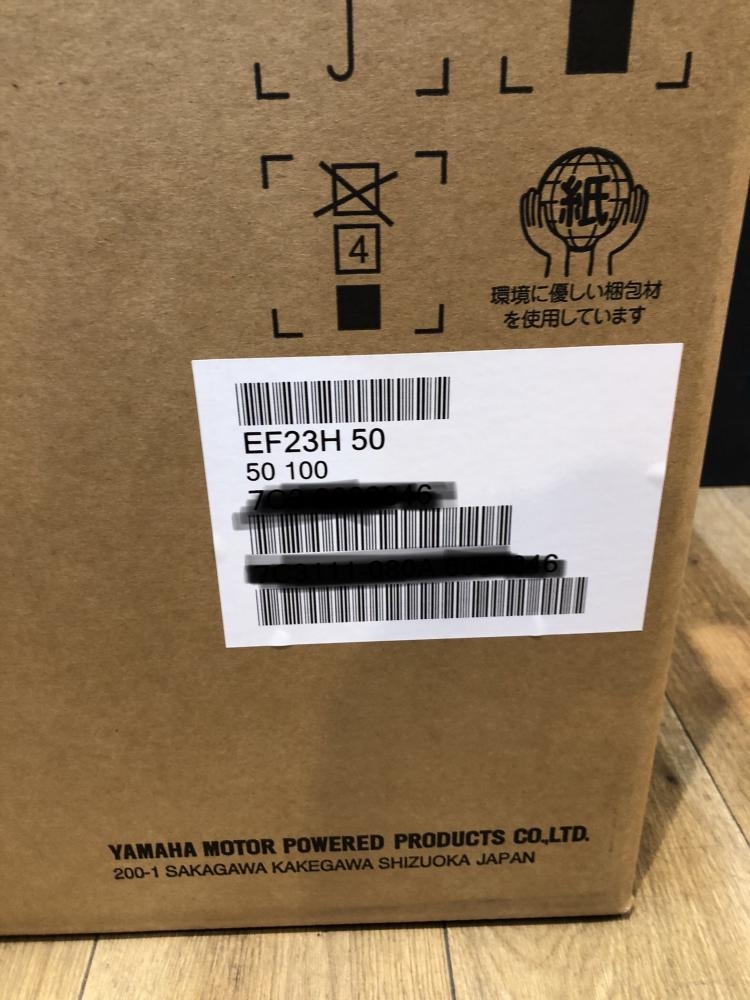 4
紙
環境に優しい梱包材
を使用しています
EF23H 50
50 100
YAMAHA MOTOR POWERED PRODUCTS CO.,LTD.
200-1 SAKAGAWA KAKEGAWA SHIZUOKA JAPAN